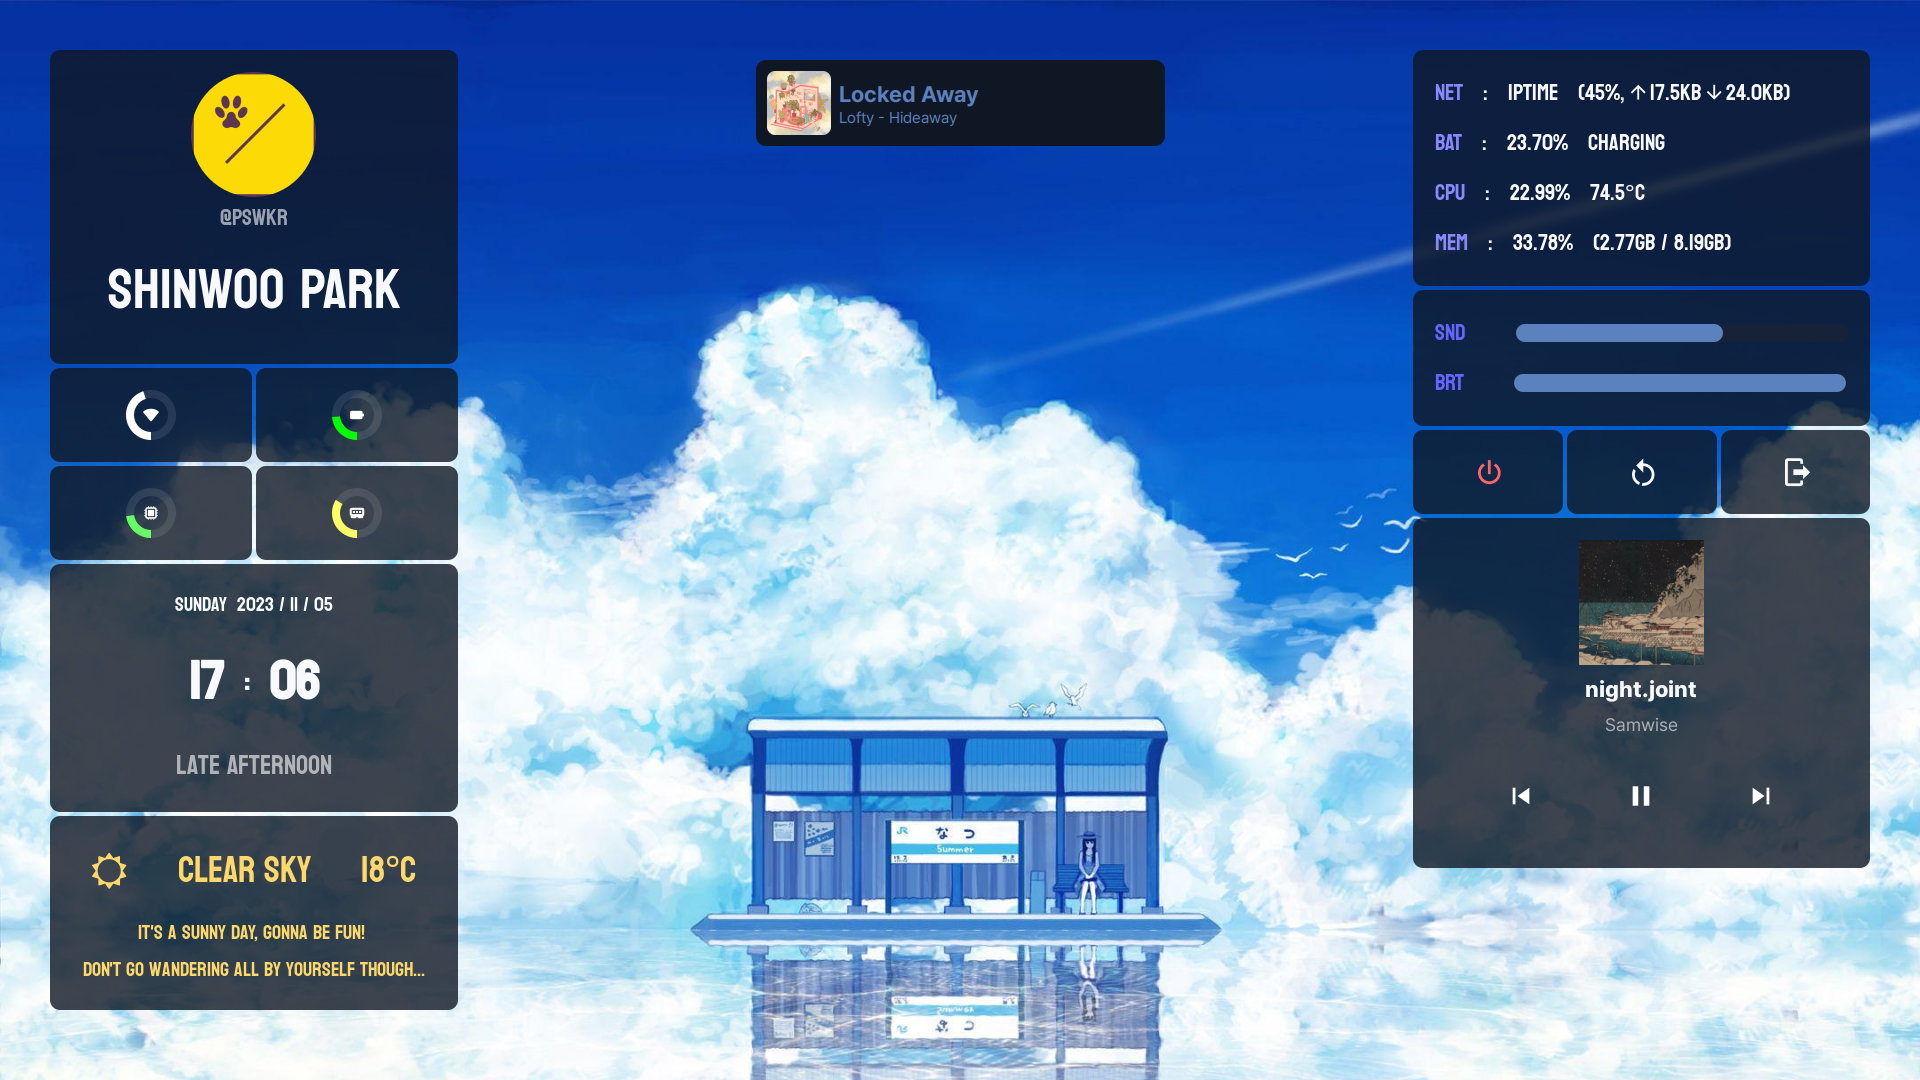 @PSWKR
SHINWOO PARK
SUNDAY 2023 / 11 / 05
17 : 06
LATE AFTERNOON
CLEAR SKY 18°C
IT'S A SUNNY DAY, GONNA BE FUN!
DON'T GO WANDERING ALL BY YOURSELF THOUGH...
Locked Away
Lofty - Hideaway
JR
なつ
Summer
NET : IPTIME (45%, ↑17.5KB ↓24.0KB)
BAT : 23.70% CHARGING
CPU : 22.99% 74.5°C
MEM : 33.78% (2.77GB / 8.19GB)
SND
BRT
night.joint
Samwise